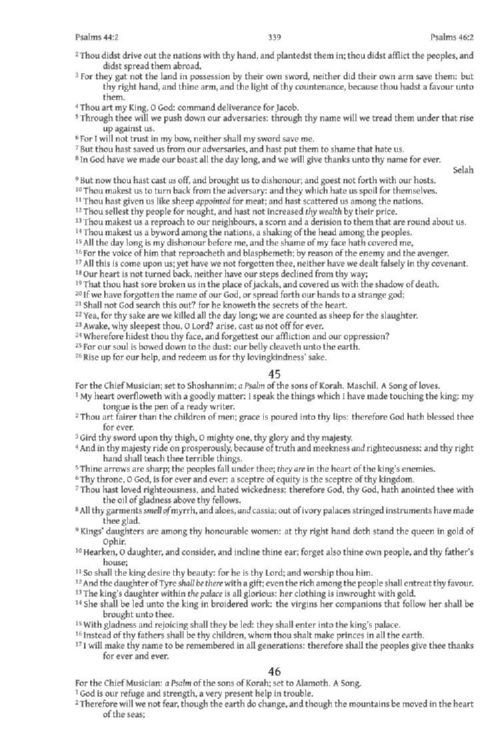 Psalms 44:2 339 Psalms 46:2
2 Thou didst drive out the nations with thy hand, and plantedst them in; thou didst afflict the peoples, and
didst spread them abroad.
3 For they gat not the land in possession by their own sword, neither did their own arm save them: but
thy right hand, and thine arm, and the light of thy countenance, because thou hadst a favour unto
them.
4 Thou art my King, O God: command deliverance for Jacob.
5 Through thee will we push down our adversaries: through thy name will we tread them under that rise
up against us.
6 For I will not trust in my bow, neither shall my sword save me.
7 But thou hast saved us from our adversaries, and hast put them to shame that hate us.
8 In God have we made our boast all the day long, and we will give thanks unto thy name for ever.
Selah
9 But now thou hast cast us off, and brought us to dishonour; and goest not forth with our hosts.
10 Thou makest us to turn back from the adversary: and they which hate us spoil for themselves.
11 Thou hast given us like sheep appointed for meat; and hast scattered us among the nations.
12 Thou sellest thy people for nought, and hast not increased thy wealth by their price.
13 Thou makest us a reproach to our neighbours, a scorn and a derision to them that are round about us.
14 Thou makest us a byword among the nations, a shaking of the head among the peoples.
15 All the day long is my dishonour before me, and the shame of my face hath covered me,
16 For the voice of him that reproacheth and blasphemeth; by reason of the enemy and the avenger.
17 All this is come upon us; yet have we not forgotten thee, neither have we dealt falsely in thy covenant.
18 Our heart is not turned back, neither have our steps declined from thy way;
19 That thou hast sore broken us in the place of jackals, and covered us with the shadow of death.
20 If we have forgotten the name of our God, or spread forth our hands to a strange god;
21 Shall not God search this out? for he knoweth the secrets of the heart.
22 Yea, for thy sake are we killed all the day long; we are counted as sheep for the slaughter.
23 Awake, why sleepest thou, O Lord? arise, cast us not off for ever.
24 Wherefore hidest thou thy face, and forgettest our affliction and our oppression?
25 For our soul is bowed down to the dust: our belly cleaveth unto the earth.
26 Rise up for our help, and redeem us for thy lovingkindness' sake.
45
For the Chief Musician; set to Shoshannim; a Psalm of the sons of Korah. Maschil. A Song of loves.
1 My heart overfloweth with a goodly matter: I speak the things which I have made touching the king: my
tongue is the pen of a ready writer.
2 Thou art fairer than the children of men; grace is poured into thy lips: therefore God hath blessed thee
for ever.
3 Gird thy sword upon thy thigh, O mighty one, thy glory and thy majesty.
4 And in thy majesty ride on prosperously, because of truth and meekness and righteousness: and thy right
hand shall teach thee terrible things.
5 Thine arrows are sharp; the peoples fall under thee; they are in the heart of the king's enemies.
6 Thy throne, O God, is for ever and ever: a sceptre of equity is the sceptre of thy kingdom.
7 Thou hast loved righteousness, and hated wickedness: therefore God, thy God, hath anointed thee with
the oil of gladness above thy fellows.
8 All thy garments smell of myrrh, and aloes, and cassia; out of ivory palaces stringed instruments have made
thee glad.
9 Kings' daughters are among thy honourable women: at thy right hand doth stand the queen in gold of
Ophir.
10 Hearken, O daughter, and consider, and incline thine ear; forget also thine own people, and thy father's
house;
11 So shall the king desire thy beauty: for he is thy Lord; and worship thou him.
12 And the daughter of Tyre shall be there with a gift; even the rich among the people shall entreat thy favour.
13 The king's daughter within the palace is all glorious: her clothing is inwrought with gold.
14 She shall be led unto the king in broidered work: the virgins her companions that follow her shall be
brought unto thee.
15 With gladness and rejoicing shall they be led: they shall enter into the king's palace.
16 Instead of thy fathers shall be thy children, whom thou shalt make princes in all the earth.
17 I will make thy name to be remembered in all generations: therefore shall the peoples give thee thanks
for ever and ever.
46
For the Chief Musician: a Psalm of the sons of Korah; set to Alamoth. A Song.
1 God is our refuge and strength, a very present help in trouble.
2 Therefore will we not fear, though the earth do change, and though the mountains be moved in the heart
of the seas;